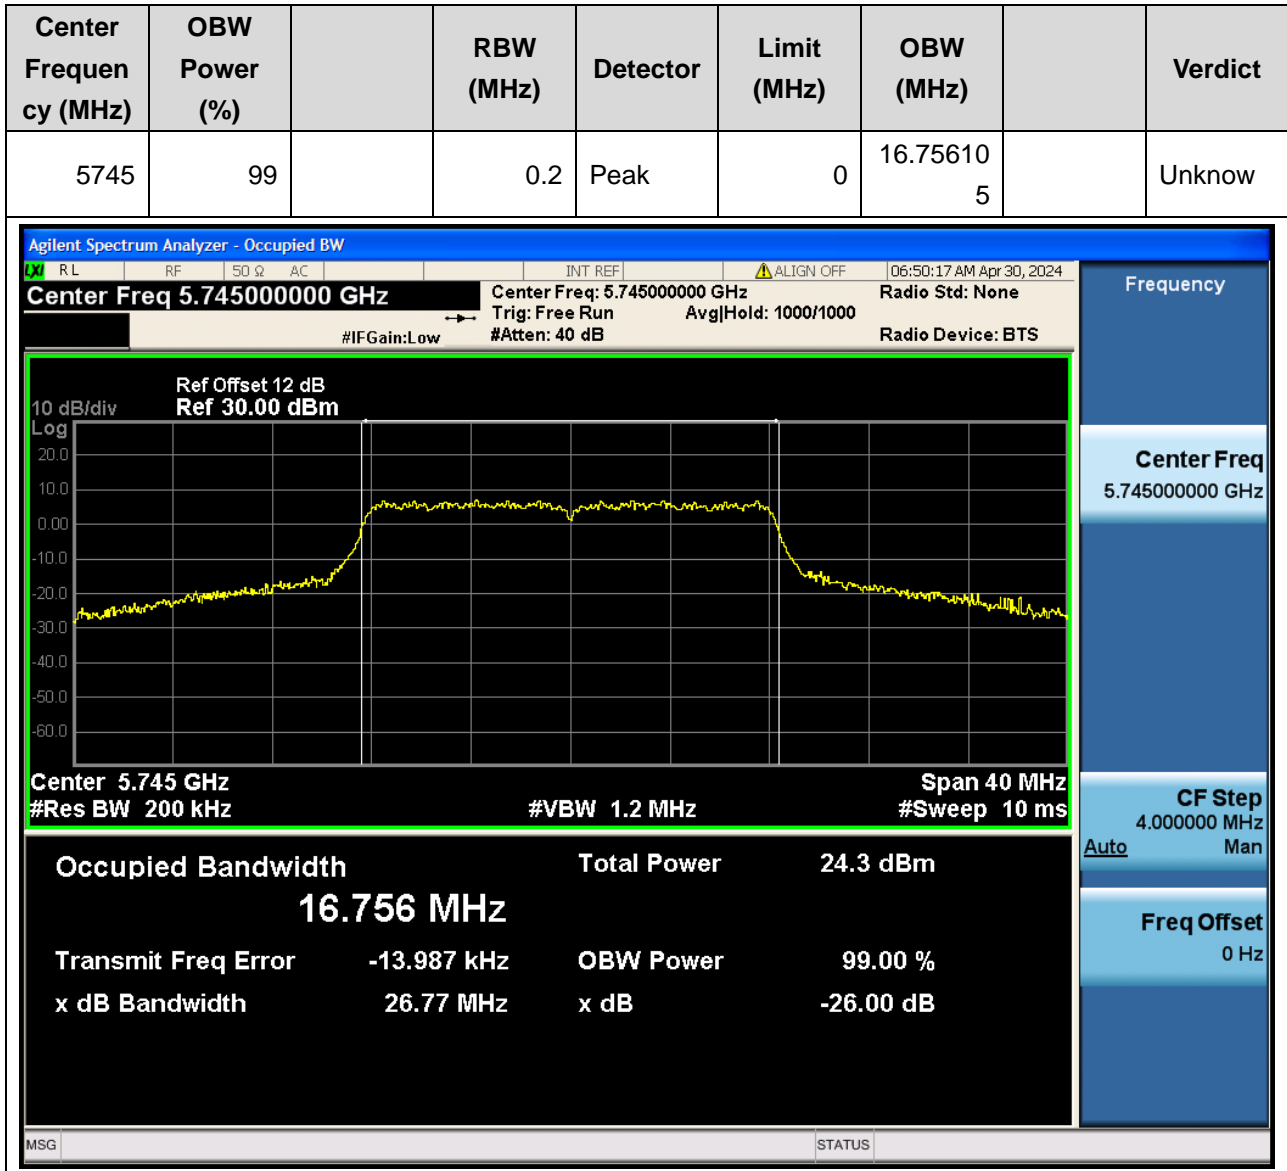 Center Frequen cy (MHz)
OBW Power (%)
RBW (MHz)
Detector
Limit (MHz)
OBW (MHz)
Verdict
5745
99
0.2
Peak
0
16.75610
5
Unknow
Agilent Spectrum Analyzer - Occupied BW
LXI RL RF 50 Ω AC INT REF ALIGN OFF 06:50:17 AM Apr 30, 2024
Center Freq 5.745000000 GHz
Center Freq: 5.745000000 GHz
Radio Std: None
Trig: Free Run Avg|Hold: 1000/1000
#IFGain:Low
#Atten: 40 dB
Radio Device: BTS
Ref Offset 12 dB
10 dB/div Ref 30.00 dBm
Log
20.0
10.0
0.00
-10.0
-20.0
-30.0
-40.0
-50.0
-60.0
Center 5.745 GHz Span 40 MHz
#Res BW 200 kHz #VBW 1.2 MHz #Sweep 10 ms
Occupied Bandwidth Total Power 24.3 dBm
16.756 MHz
Transmit Freq Error -13.987 kHz OBW Power 99.00 %
x dB Bandwidth 26.77 MHz x dB -26.00 dB
Frequency
Center Freq
5.745000000 GHz
CF Step
4.000000 MHz
Auto Man
Freq Offset
0 Hz
MSG STATUS